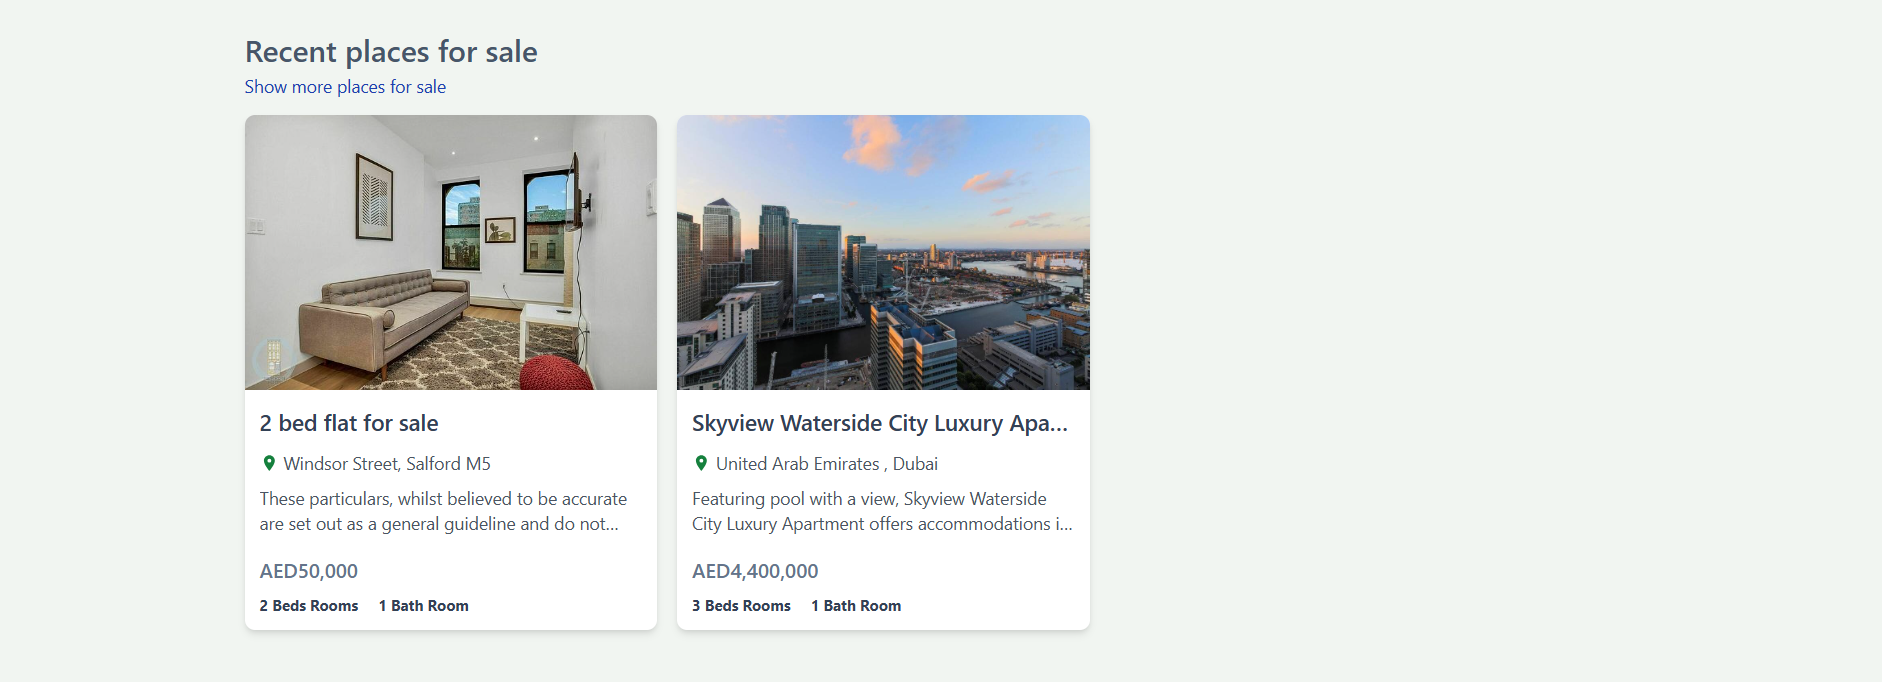 Recent places for sale
Show more places for sale
2 bed flat for sale
Windsor Street, Salford M5
These particulars, whilst believed to be accurate
are set out as a general guideline and do not...
AED50,000
2 Beds Rooms 1 Bath Room
Skyview Waterside City Luxury Apa...
United Arab Emirates , Dubai
Featuring pool with a view, Skyview Waterside
City Luxury Apartment offers accommodations i...
AED4,400,000
3 Beds Rooms 1 Bath Room